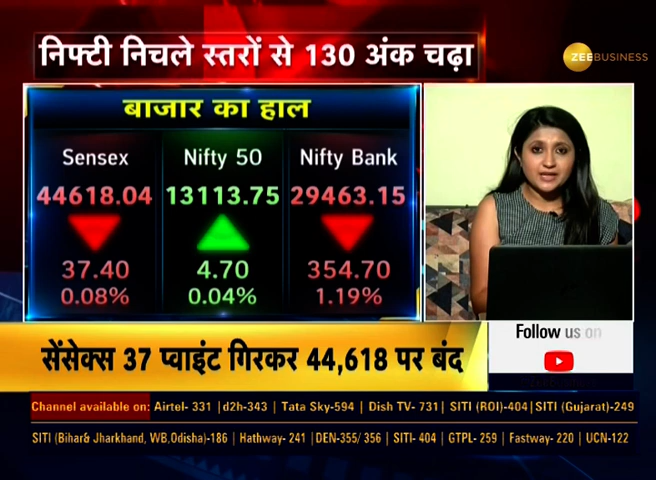 निफ्टी निचले स्तरों से 130 अंक चढ़ा
ZEEBUSINESS
बाजार का हाल
Sensex Nifty 50 Nifty Bank
44618.04 13113.75 29463.15
37.40 4.70 354.70
0.08% 0.04% 1.19%
सेंसेक्स 37 प्वाइंट गिरकर 44,618 पर बंद
Follow us on
Channel available on: Airtel- 331 |d2h-343 | Tata Sky-594 | Dish TV- 731| SITI (ROI)-404|SITI (Gujarat)-249
SITI (Bihar& Jharkhand, WB,Odisha)-186 | Hathway- 241 |DEN-355/ 356 | SITI- 404 | GTPL- 259 | Fastway- 220 | UCN-122